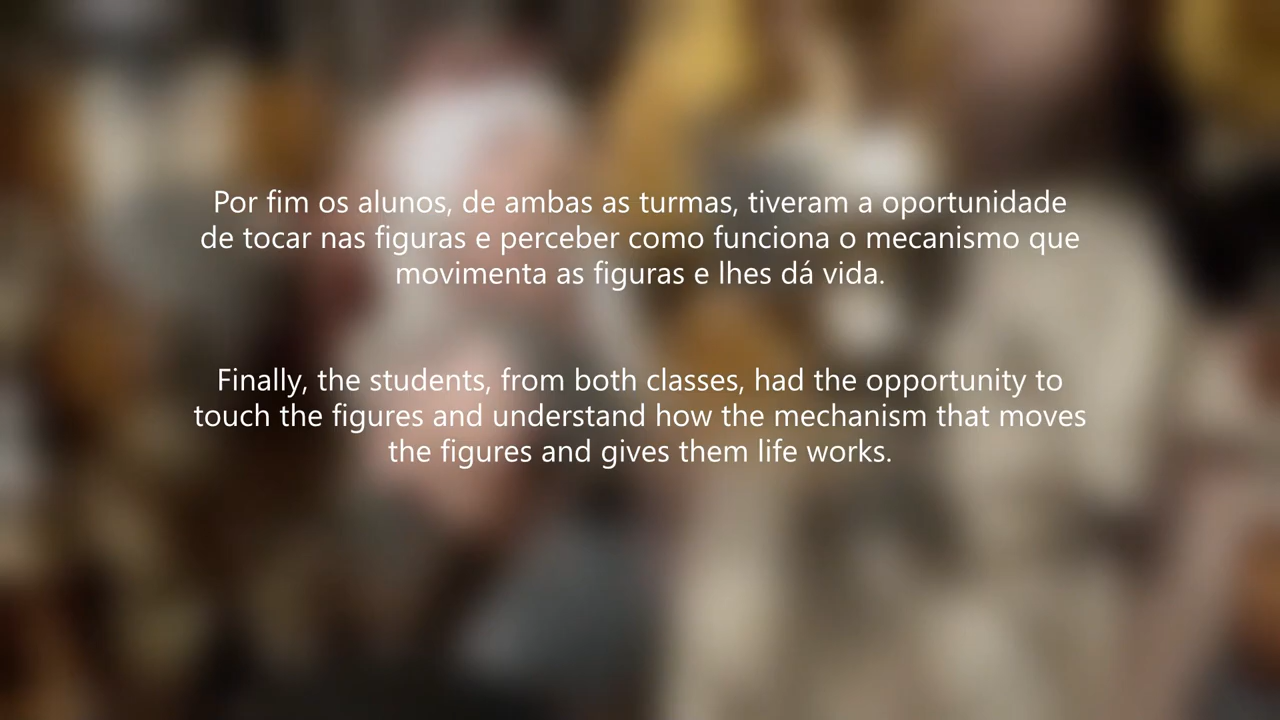 Por fim os alunos, de ambas as turmas, tiveram a oportunidade
de tocar nas figuras e perceber como funciona o mecanismo que
movimenta as figuras e lhes dá vida.
Finally, the students, from both classes, had the opportunity to
touch the figures and understand how the mechanism that moves
the figures and gives them life works.